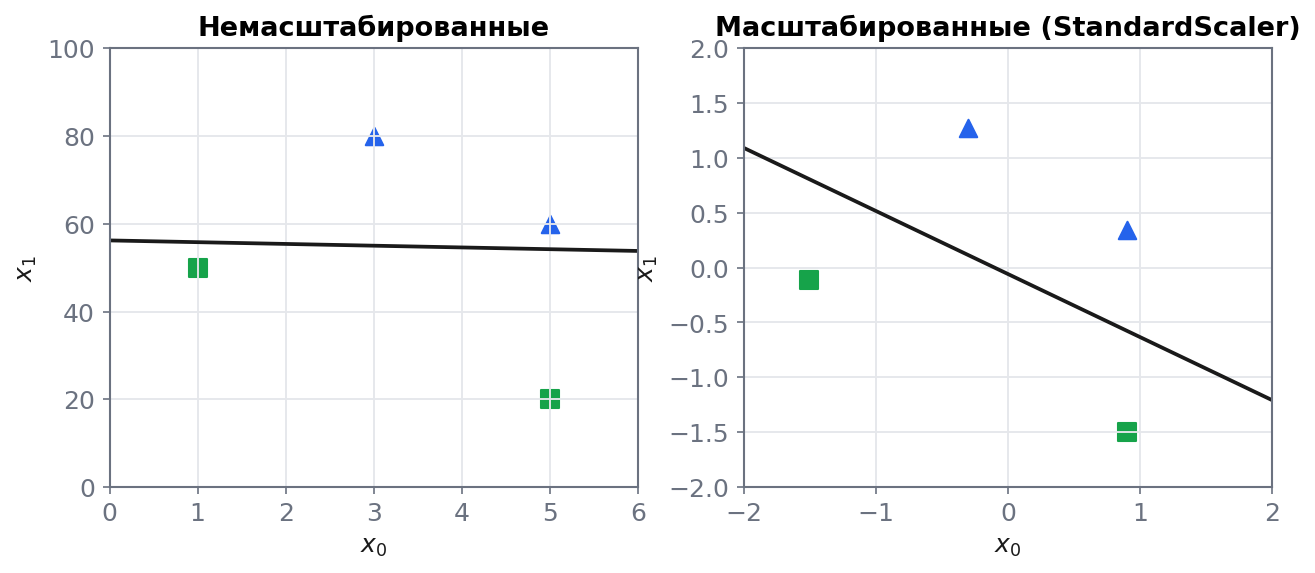 Немасштабированные
100
80
60
40
20
0
x₁
0 1 2 3 4 5 6
x₀
Масштабированные (StandardScaler)
2.0
1.5
1.0
0.5
0.0
−0.5
−1.0
−1.5
−2.0
x₁
−2 −1 0 1 2
x₀